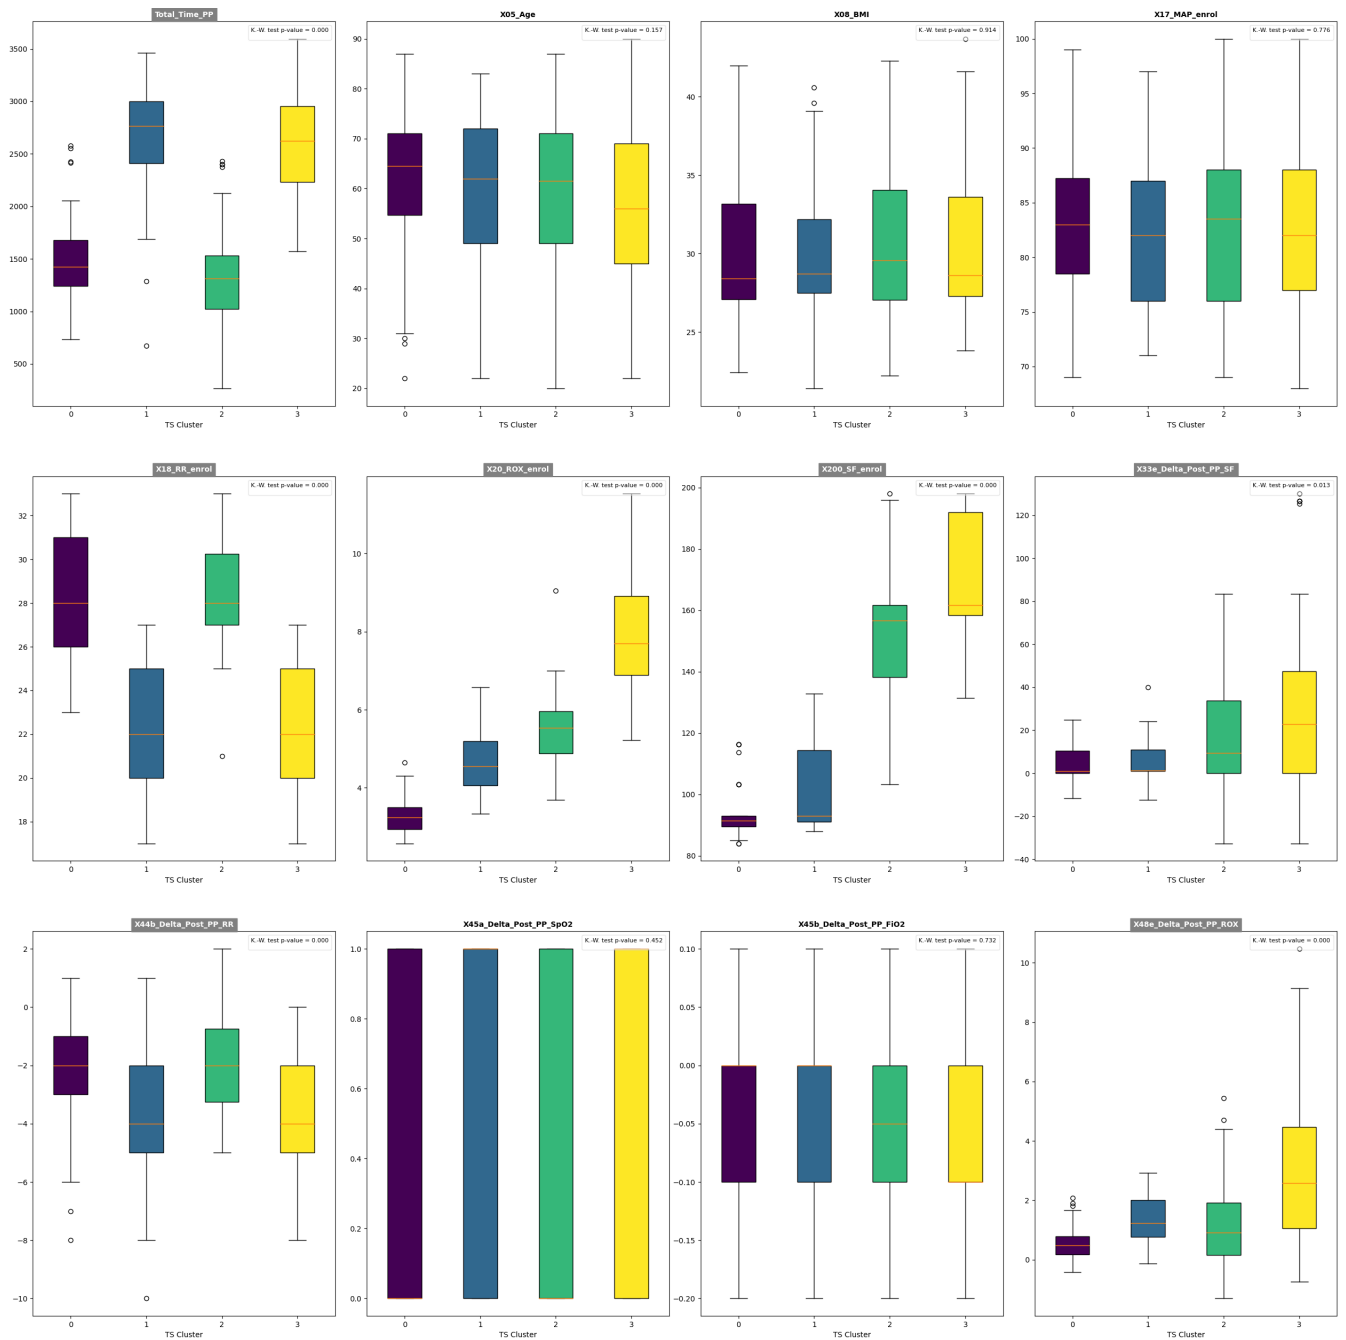 Total_Time_PP
K.-W. test p-value = 0.000
3500
3000
2500
2000
1500
1000
500
0 1 2 3
TS Cluster
X05_Age
K.-W. test p-value = 0.157
90
80
70
60
50
40
30
20
0 1 2 3
TS Cluster
X08_BMI
K.-W. test p-value = 0.914
40
35
30
25
0 1 2 3
TS Cluster
X17_MAP_enrol
K.-W. test p-value = 0.776
100
95
90
85
80
75
70
0 1 2 3
TS Cluster
X18_RR_enrol
K.-W. test p-value = 0.000
32
30
28
26
24
22
20
18
0 1 2 3
TS Cluster
X20_ROX_enrol
K.-W. test p-value = 0.000
10
8
6
4
0 1 2 3
TS Cluster
X200_SF_enrol
K.-W. test p-value = 0.000
200
180
160
140
120
100
80
0 1 2 3
TS Cluster
X33e_Delta_Post_PP_SF
K.-W. test p-value = 0.013
120
100
80
60
40
20
0
−20
−40
0 1 2 3
TS Cluster
X44b_Delta_Post_PP_RR
K.-W. test p-value = 0.000
2
0
−2
−4
−6
−8
−10
0 1 2 3
TS Cluster
X45a_Delta_Post_PP_SpO2
K.-W. test p-value = 0.452
1.0
0.8
0.6
0.4
0.2
0.0
0 1 2 3
TS Cluster
X45b_Delta_Post_PP_FiO2
K.-W. test p-value = 0.732
0.10
0.05
0.00
−0.05
−0.10
−0.15
−0.20
0 1 2 3
TS Cluster
X48e_Delta_Post_PP_ROX
K.-W. test p-value = 0.000
10
8
6
4
2
0
0 1 2 3
TS Cluster